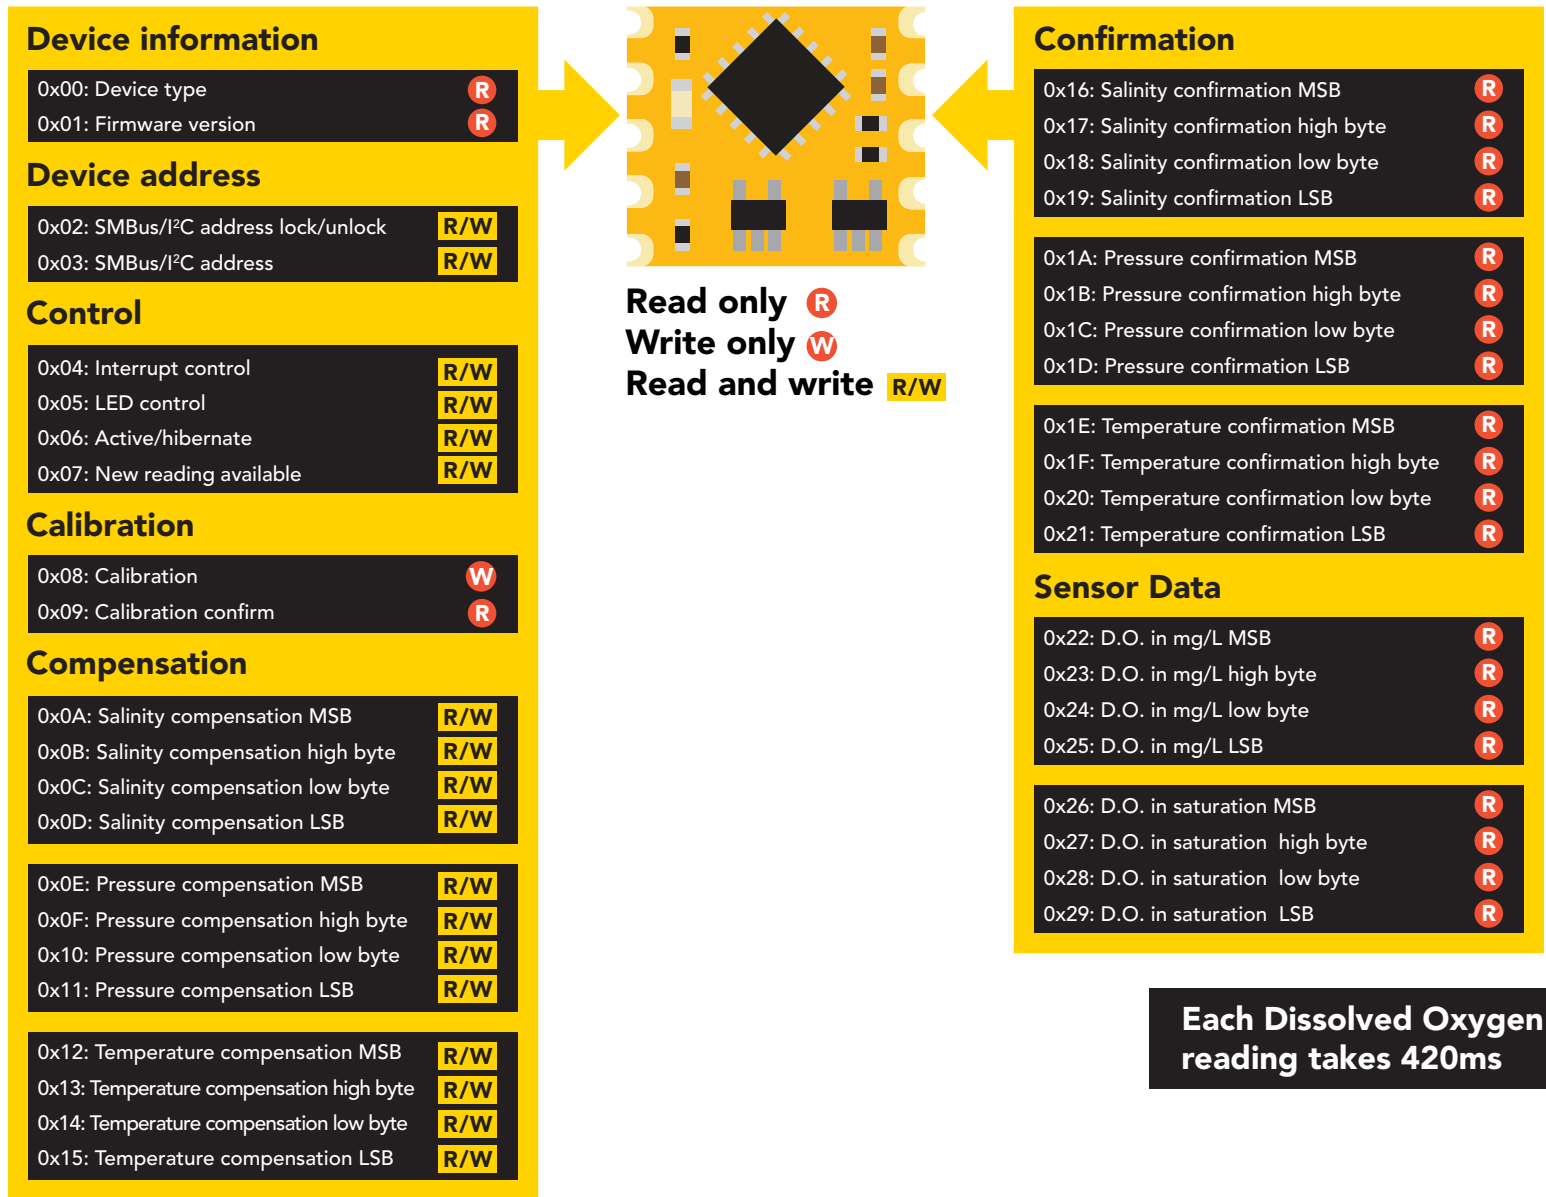 Device information
0x00: Device type R
0x01: Firmware version R
Device address
0x02: SMBus/I²C address lock/unlock R/W
0x03: SMBus/I²C address R/W
Control
0x04: Interrupt control R/W
0x05: LED control R/W
0x06: Active/hibernate R/W
0x07: New reading available R/W
Calibration
0x08: Calibration W
0x09: Calibration confirm R
Compensation
0x0A: Salinity compensation MSB R/W
0x0B: Salinity compensation high byte R/W
0x0C: Salinity compensation low byte R/W
0x0D: Salinity compensation LSB R/W
0x0E: Pressure compensation MSB R/W
0x0F: Pressure compensation high byte R/W
0x10: Pressure compensation low byte R/W
0x11: Pressure compensation LSB R/W
0x12: Temperature compensation MSB R/W
0x13: Temperature compensation high byte R/W
0x14: Temperature compensation low byte R/W
0x15: Temperature compensation LSB R/W
Read only R
Write only W
Read and write R/W
Confirmation
0x16: Salinity confirmation MSB R
0x17: Salinity confirmation high byte R
0x18: Salinity confirmation low byte R
0x19: Salinity confirmation LSB R
0x1A: Pressure confirmation MSB R
0x1B: Pressure confirmation high byte R
0x1C: Pressure confirmation low byte R
0x1D: Pressure confirmation LSB R
0x1E: Temperature confirmation MSB R
0x1F: Temperature confirmation high byte R
0x20: Temperature confirmation low byte R
0x21: Temperature confirmation LSB R
Sensor Data
0x22: D.O. in mg/L MSB R
0x23: D.O. in mg/L high byte R
0x24: D.O. in mg/L low byte R
0x25: D.O. in mg/L LSB R
0x26: D.O. in saturation MSB R
0x27: D.O. in saturation high byte R
0x28: D.O. in saturation low byte R
0x29: D.O. in saturation LSB R
Each Dissolved Oxygen
reading takes 420ms